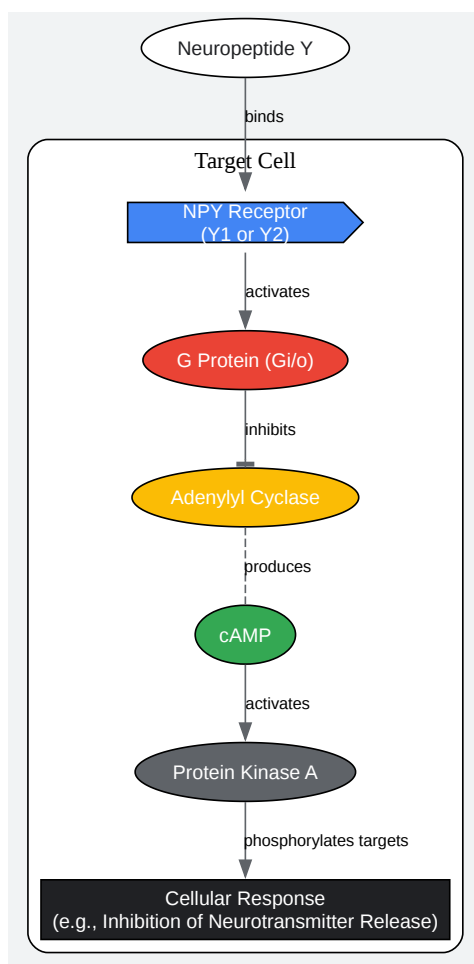 Neuropeptide Y
binds
Target Cell
NPY Receptor
(Y1 or Y2)
activates
G Protein (Gi/o)
inhibits
Adenylyl Cyclase
produces
cAMP
activates
Protein Kinase A
phosphorylates targets
Cellular Response
(e.g., Inhibition of Neurotransmitter Release)